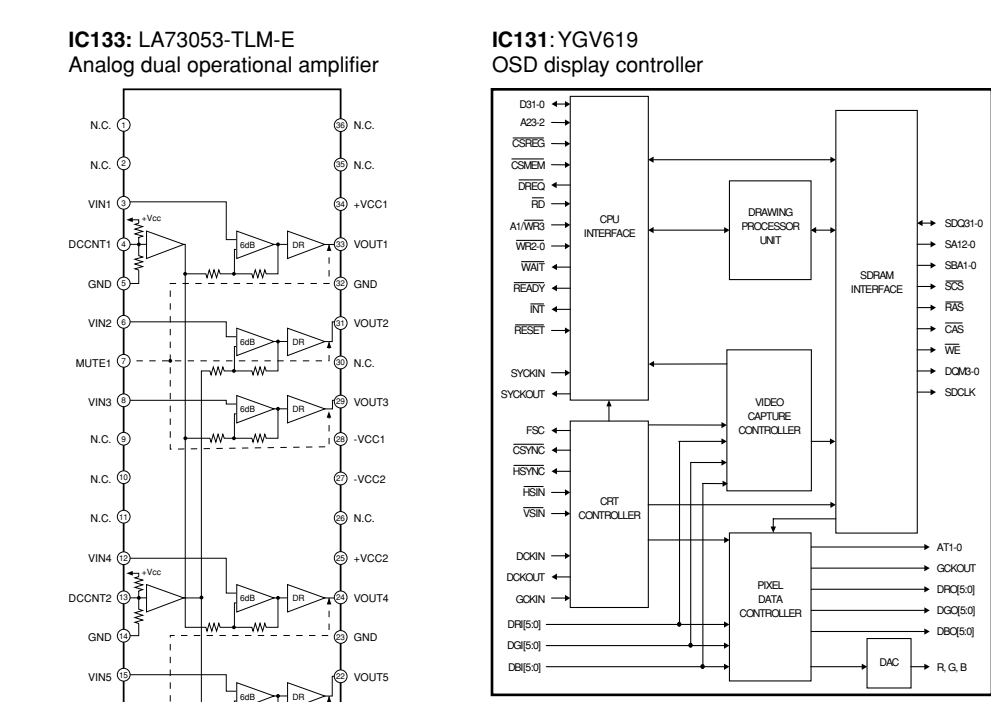 IC133: LA73053-TLM-E
Analog dual operational amplifier
N.C. 1
N.C. 2
VIN1 3
+Vcc
DCCNT1 4
GND 5
VIN2 6
MUTE1 7
VIN3 8
N.C. 9
N.C. 10
N.C. 11
VIN4 12
+Vcc
DCCNT2 13
GND 14
VIN5 15
6dB DR
6dB DR
6dB DR
6dB DR
6dB DR
36 N.C.
35 N.C.
34 +VCC1
33 VOUT1
32 GND
31 VOUT2
30 N.C.
29 VOUT3
28 -VCC1
27 -VCC2
26 N.C.
25 +VCC2
24 VOUT4
23 GND
22 VOUT5
IC131: YGV619
OSD display controller
D31-0
A23-2
CSREG
CSMEM
DREQ
RD
A1/WR3
WR2-0
WAIT
READY
INT
RESET
SYCKIN
SYCKOUT
FSC
CSYNC
HSYNC
HSIN
VSIN
DCKIN
DCKOUT
GCKIN
DRI[5:0]
DGI[5:0]
DBI[5:0]
CPU
INTERFACE
CRT
CONTROLLER
DRAWING
PROCESSOR
UNIT
VIDEO
CAPTURE
CONTROLLER
PIXEL
DATA
CONTROLLER
SDRAM
INTERFACE
DAC
SDQ31-0
SA12-0
SBA1-0
SCS
RAS
CAS
WE
DQM3-0
SDCLK
AT1-0
GCKOUT
DRO[5:0]
DGO[5:0]
DBO[5:0]
R, G, B